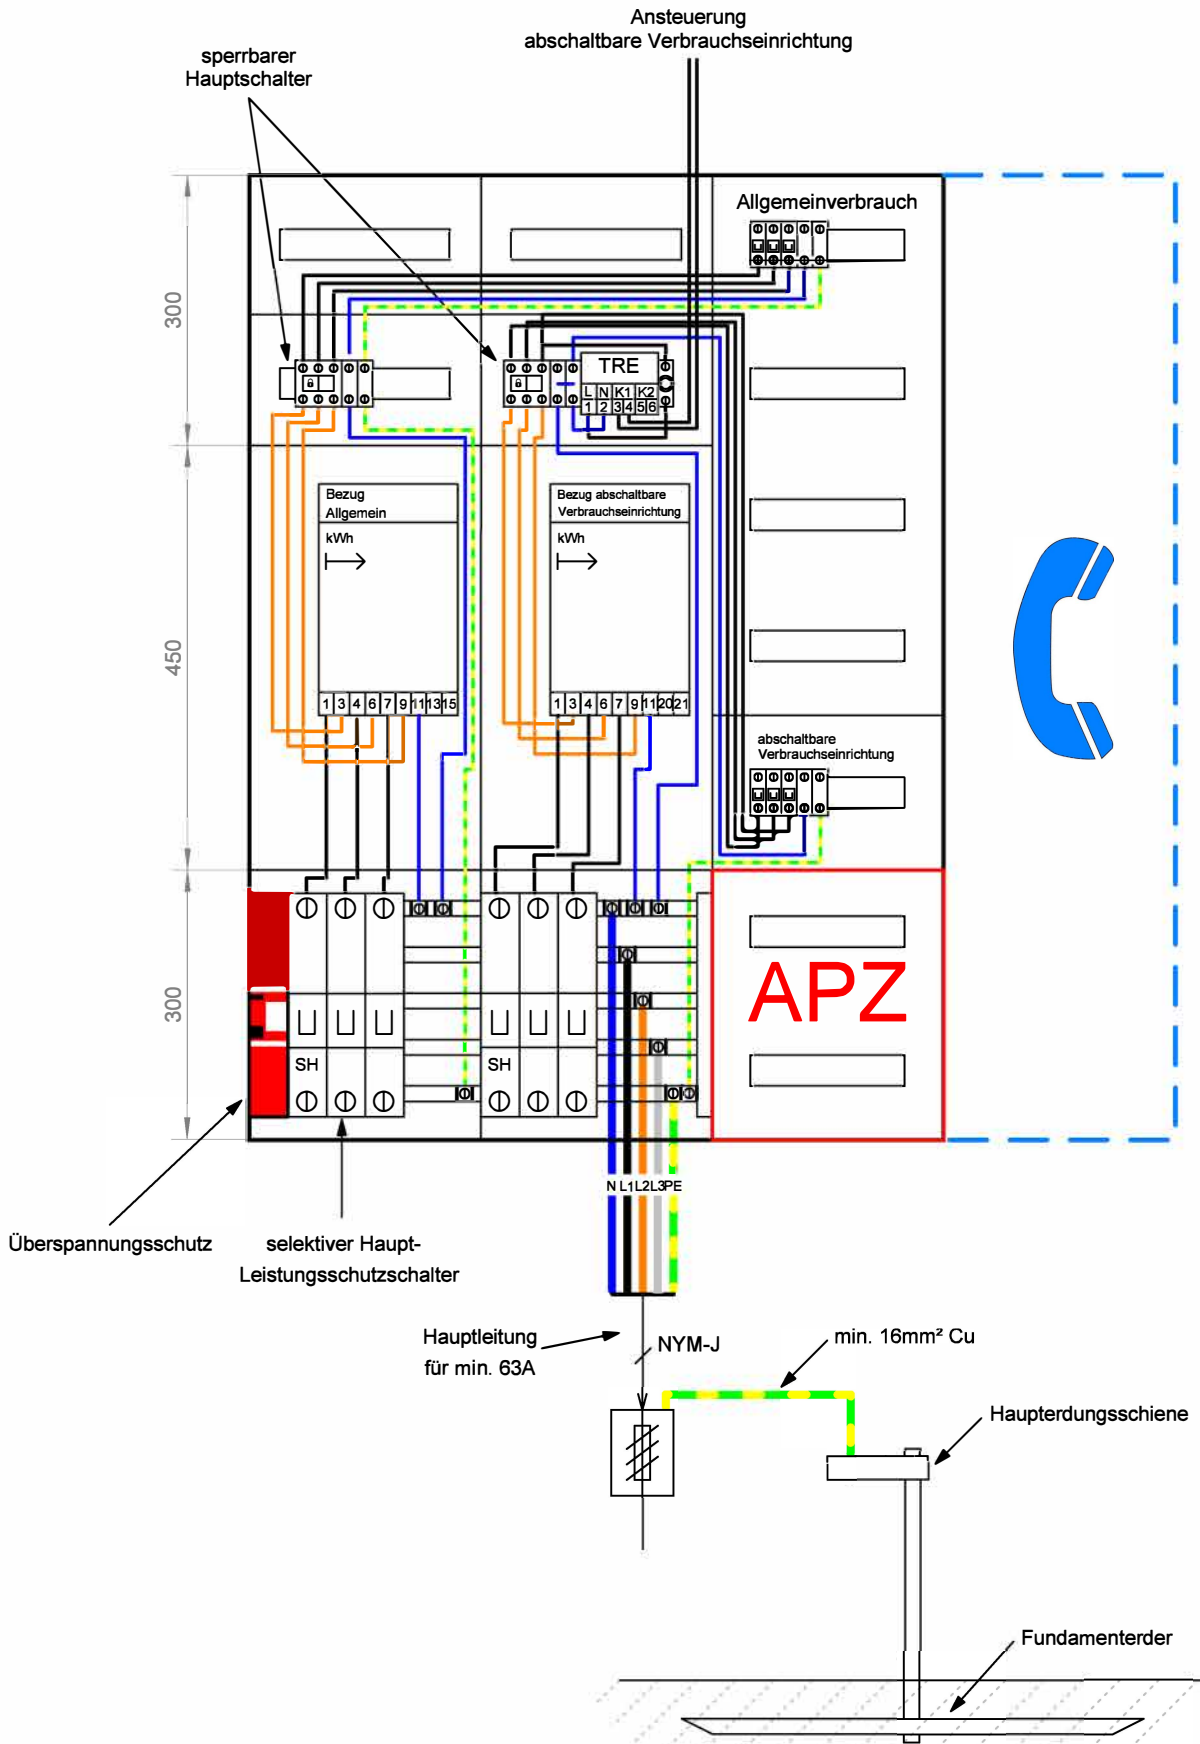 Ansteuerung
abschaltbare Verbrauchseinrichtung
sperrbarer
Hauptschalter
Allgemeinverbrauch
300
TRE
L N K1 K2
1 2 3 4 5 6
Bezug
Allgemein
kWh
Bezug abschaltbare
Verbrauchseinrichtung
kWh
450
1 3 4 6 7 9 11 13 15
1 3 4 6 7 9 11 20 21
abschaltbare
Verbrauchseinrichtung
300
APZ
SH
SH
N L1 L2 L3 PE
Überspannungsschutz
selektiver Haupt-
Leistungsschutzschalter
Hauptleitung
für min. 63A
NYM-J
min. 16mm² Cu
Haupterdungsschiene
Fundamenterder